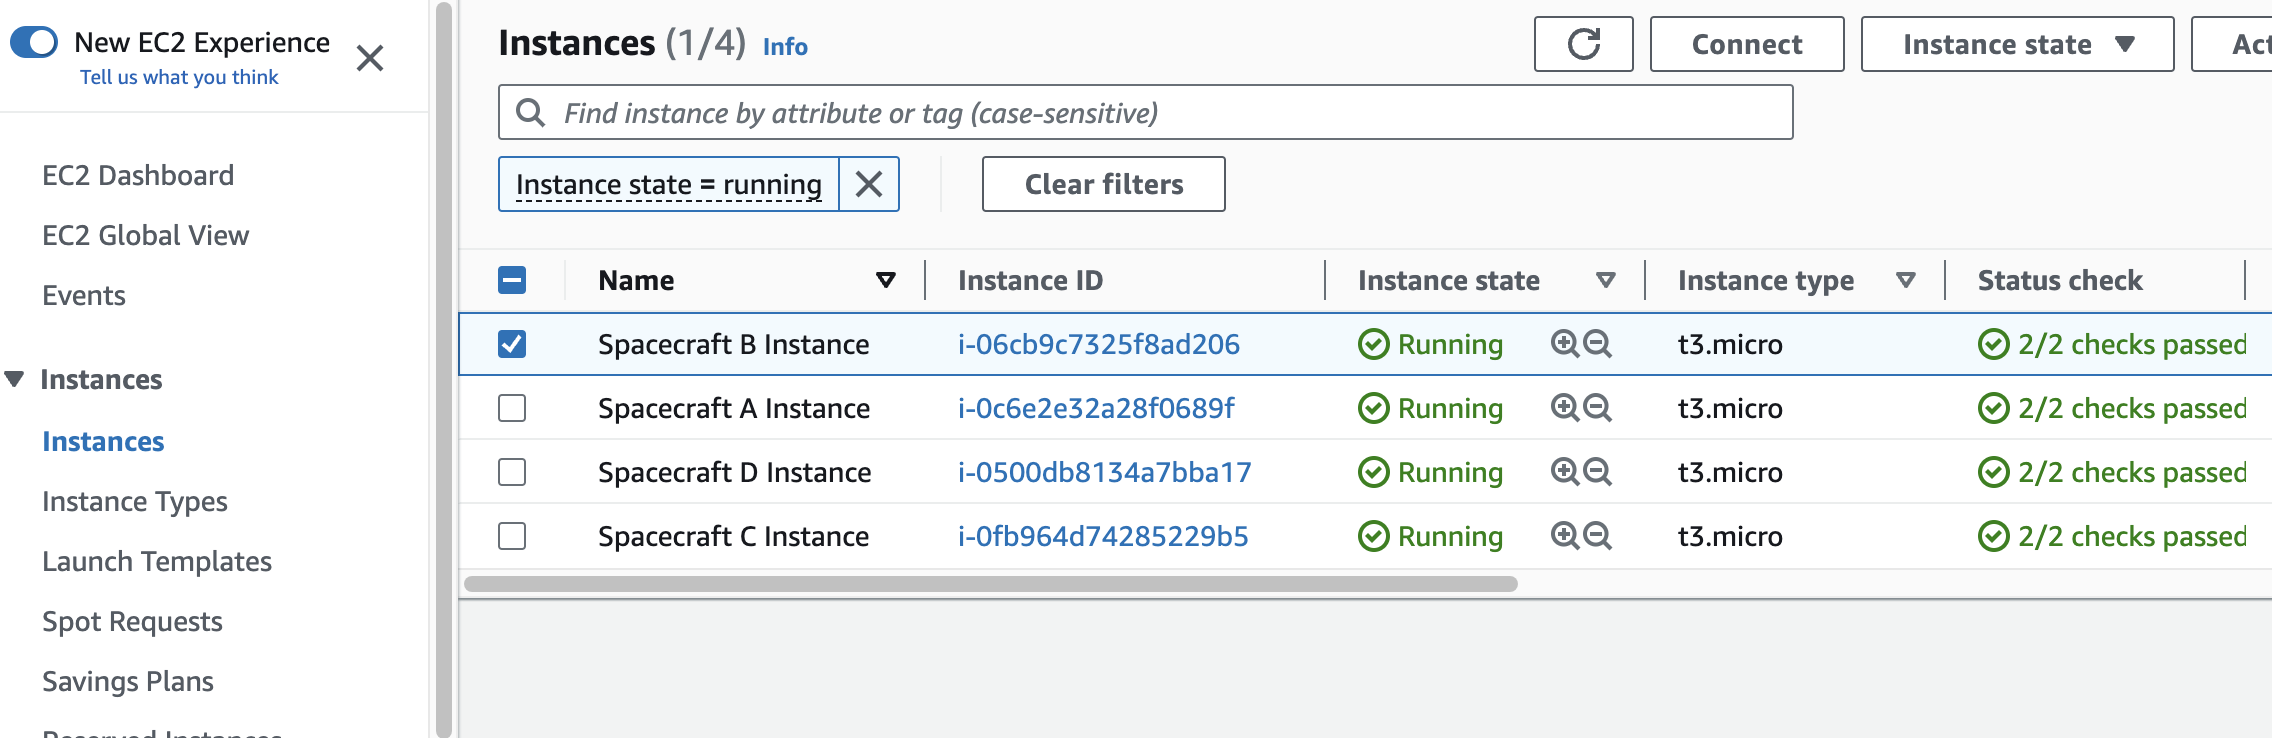 New EC2 Experience
Tell us what you think
EC2 Dashboard
EC2 Global View
Events
Instances
Instances
Instance Types
Launch Templates
Spot Requests
Savings Plans
Reserved Instances
Instances (1/4) Info
Connect
Instance state
Act
Find instance by attribute or tag (case-sensitive)
Instance state = running
Clear filters
Name Instance ID Instance state Instance type Status check
Spacecraft B Instance i-06cb9c7325f8ad206 Running t3.micro 2/2 checks passed
Spacecraft A Instance i-0c6e2e32a28f0689f Running t3.micro 2/2 checks passed
Spacecraft D Instance i-0500db8134a7bba17 Running t3.micro 2/2 checks passed
Spacecraft C Instance i-0fb964d74285229b5 Running t3.micro 2/2 checks passed